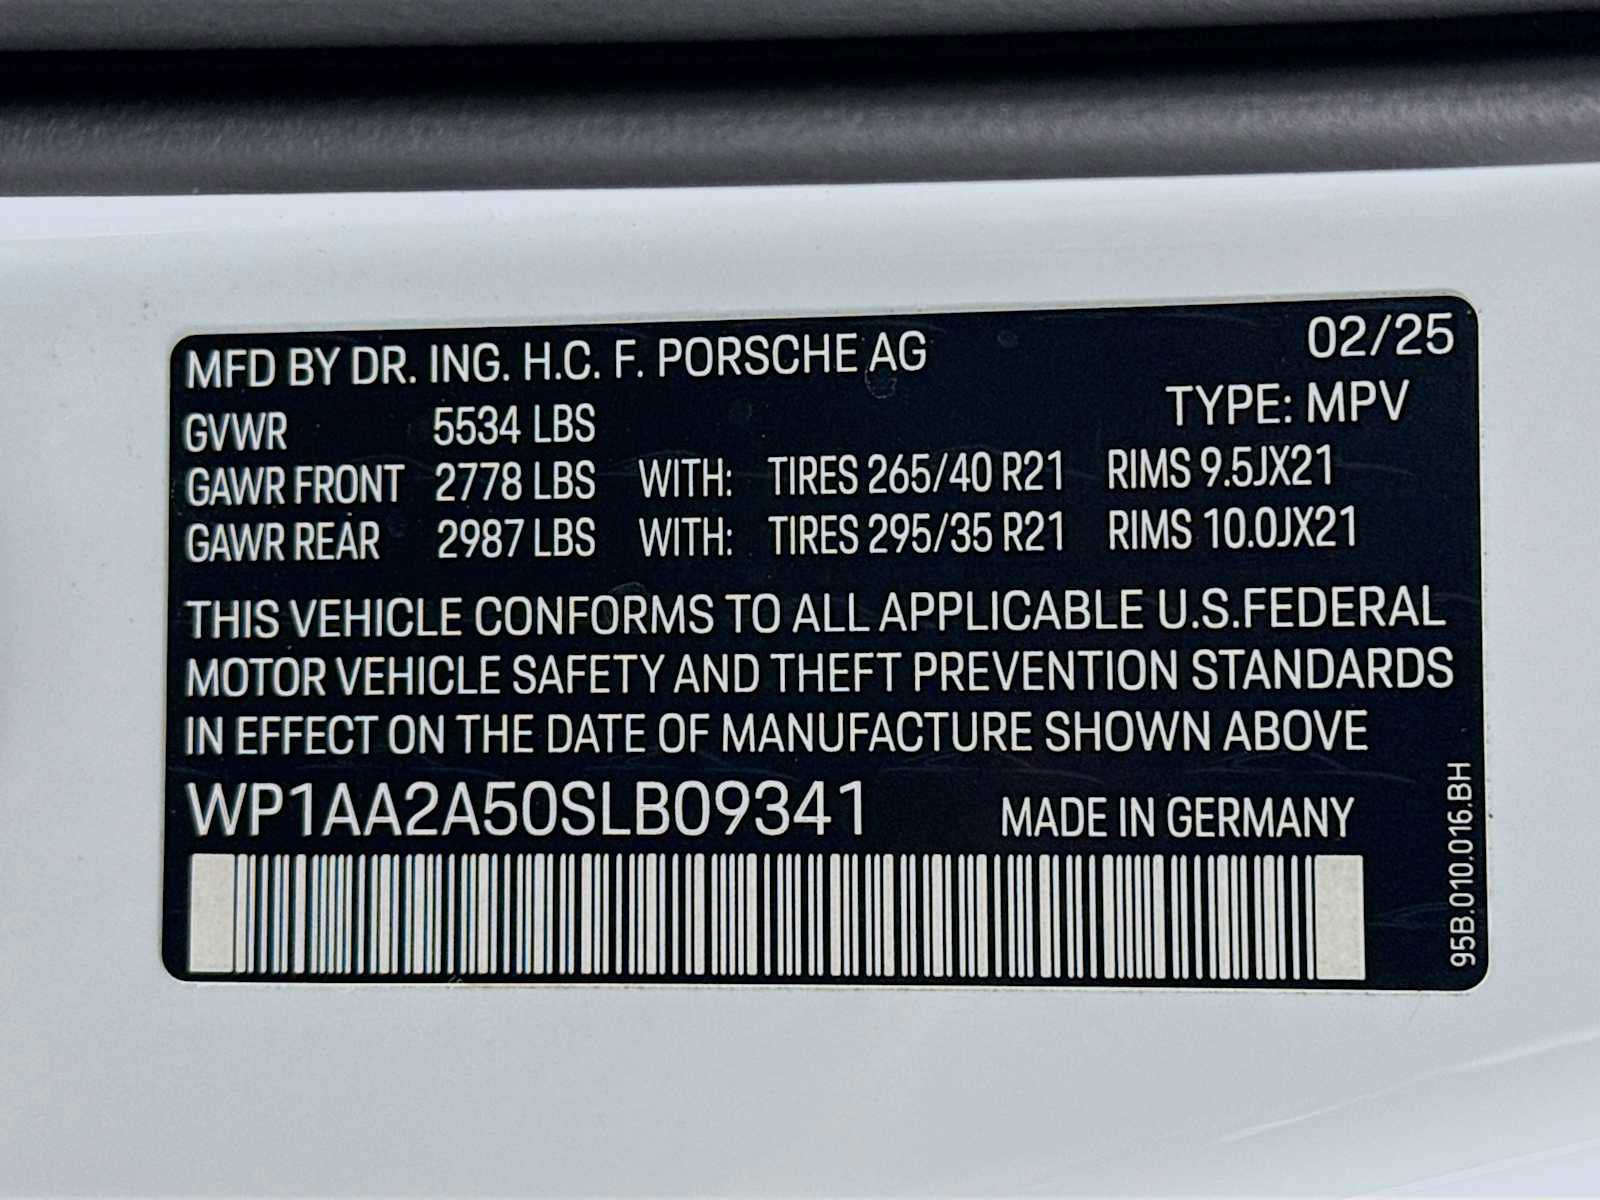 MFD BY DR. ING. H.C. F. PORSCHE AG 02/25
TYPE: MPV
GVWR 5534 LBS
GAWR FRONT 2778 LBS WITH: TIRES 265/40 R21 RIMS 9.5JX21
GAWR REAR 2987 LBS WITH: TIRES 295/35 R21 RIMS 10.0JX21
THIS VEHICLE CONFORMS TO ALL APPLICABLE U.S.FEDERAL
MOTOR VEHICLE SAFETY AND THEFT PREVENTION STANDARDS
IN EFFECT ON THE DATE OF MANUFACTURE SHOWN ABOVE
WP1AA2A50SLB09341 MADE IN GERMANY
95B.010.016.BH